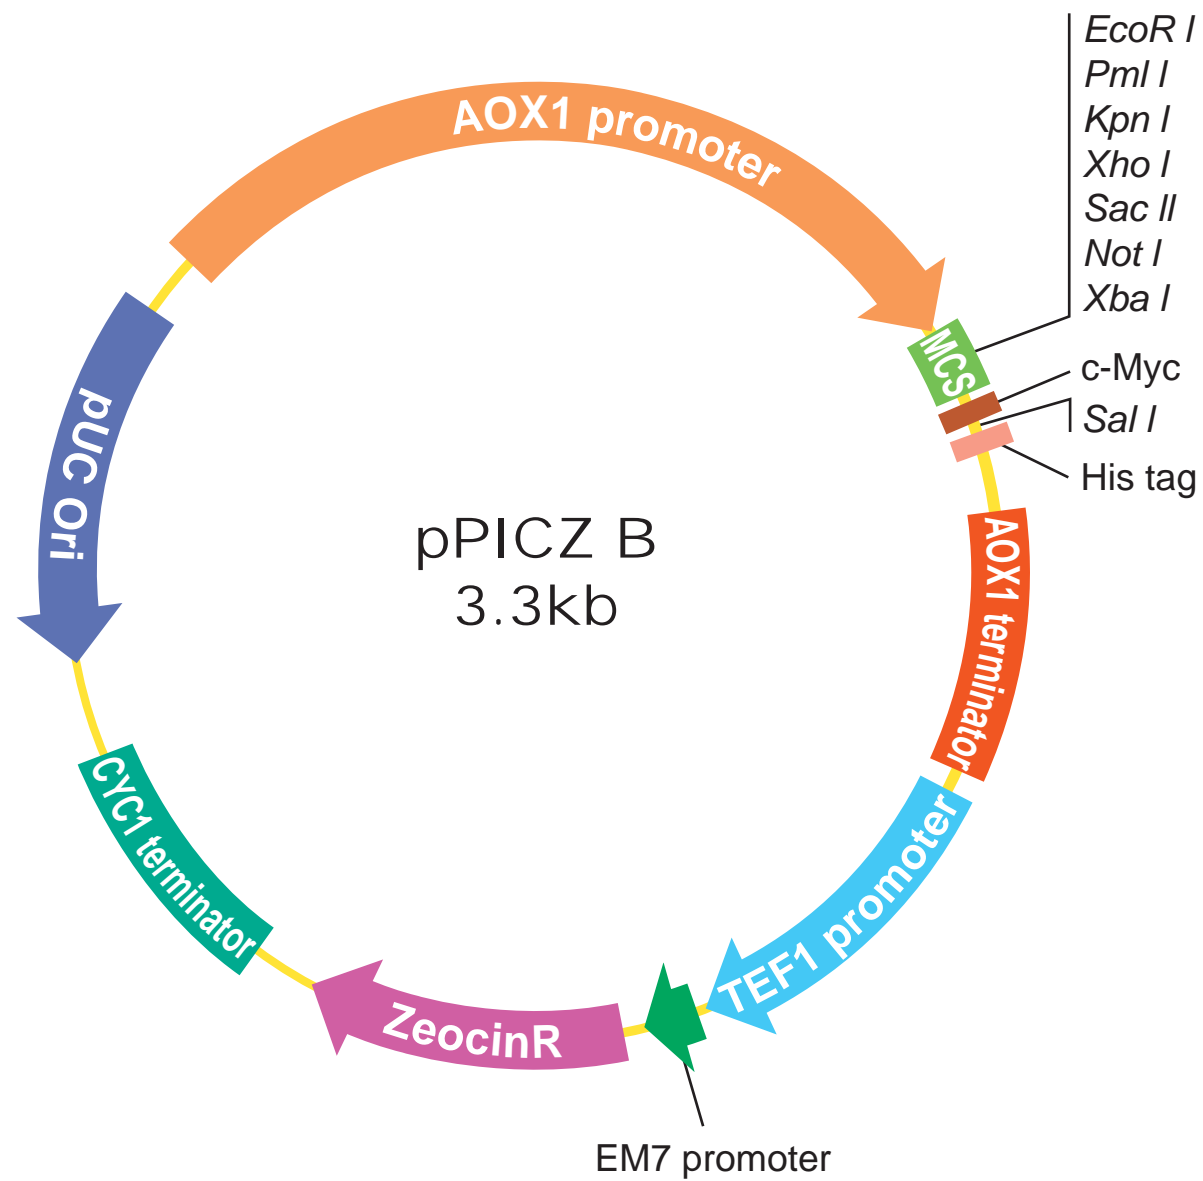 AOX1 promoter
EcoR I
Pml I
Kpn I
Xho I
Sac II
Not I
Xba I
MCS
c-Myc
Sal I
His tag
AOX1 terminator
TEF1 promoter
EM7 promoter
ZeocinR
CYC1 terminator
pUC Ori
pPICZ B
3.3kb